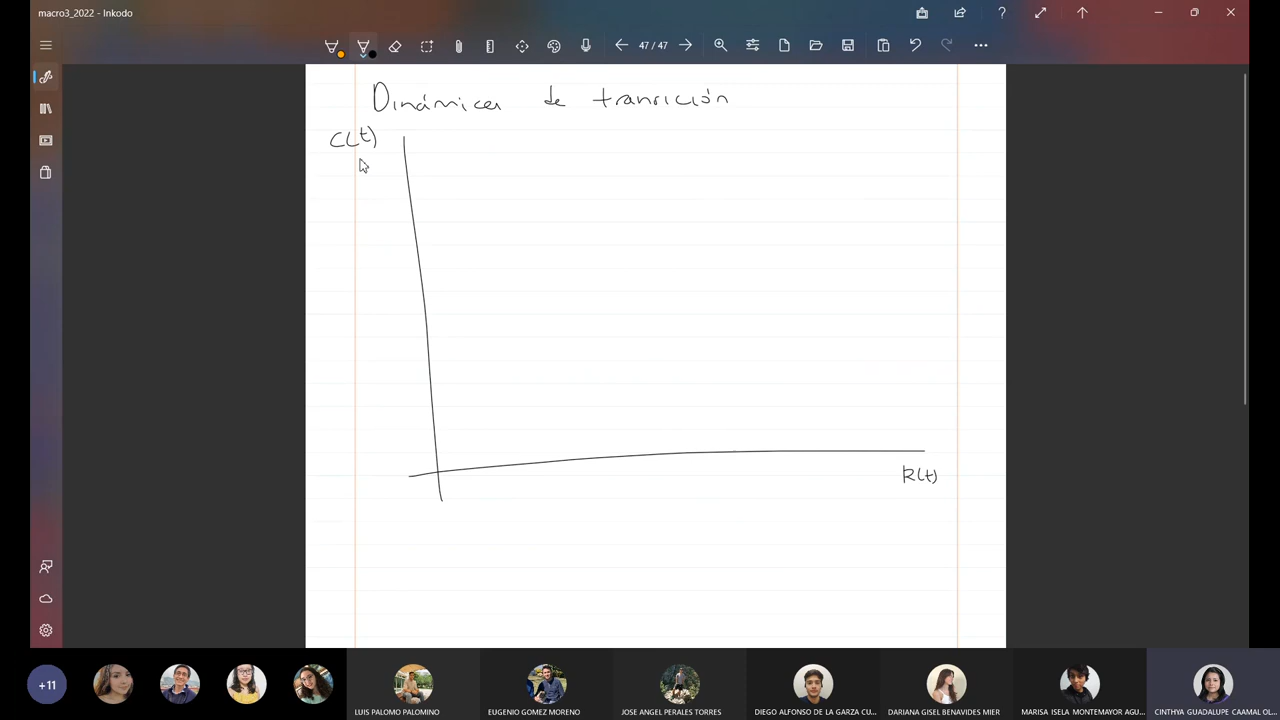 macro3_2022 - Inkodo
47 / 47
Dinámicas de transición
C(t)
k(t)
+11
LUIS PALOMO PALOMINO
EUGENIO GOMEZ MORENO
JOSE ANGEL PERALES TORRES
DIEGO ALFONSO DE LA GARZA CU...
DARIANA GISEL BENAVIDES MIER
MARISA ISELA MONTEMAYOR AGU...
CINTHYA GUADALUPE CAAMAL OL...